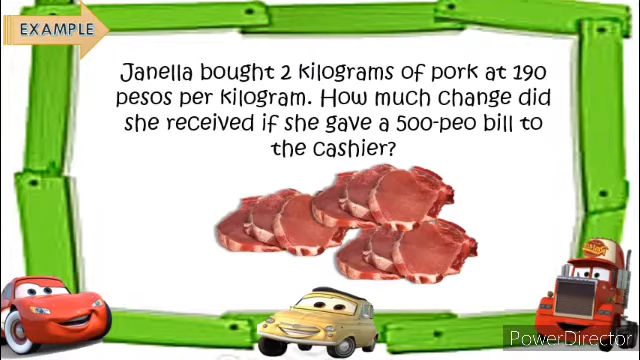 EXAMPLE
Janella bought 2 kilograms of pork at 190
pesos per kilogram. How much change did
she received if she gave a 500-peo bill to
the cashier?
PowerDirector